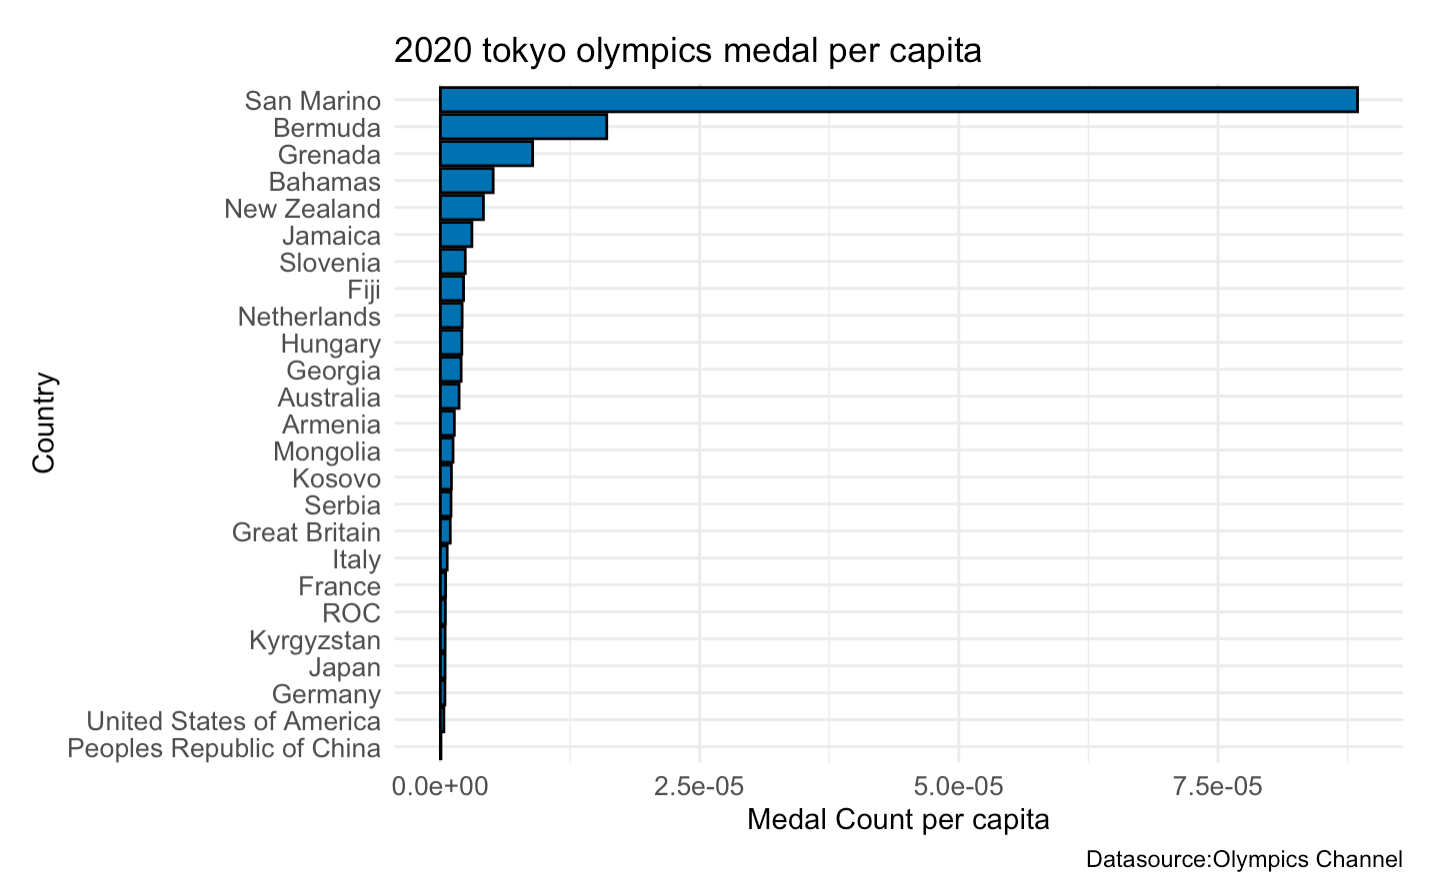 2020 tokyo olympics medal per capita
San Marino
Bermuda
Grenada
Bahamas
New Zealand
Jamaica
Slovenia
Fiji
Netherlands
Hungary
Georgia
Australia
Armenia
Mongolia
Kosovo
Serbia
Great Britain
Italy
France
ROC
Kyrgyzstan
Japan
Germany
United States of America
Peoples Republic of China
Country
0.0e+00 2.5e-05 5.0e-05 7.5e-05
Medal Count per capita
Datasource:Olympics Channel